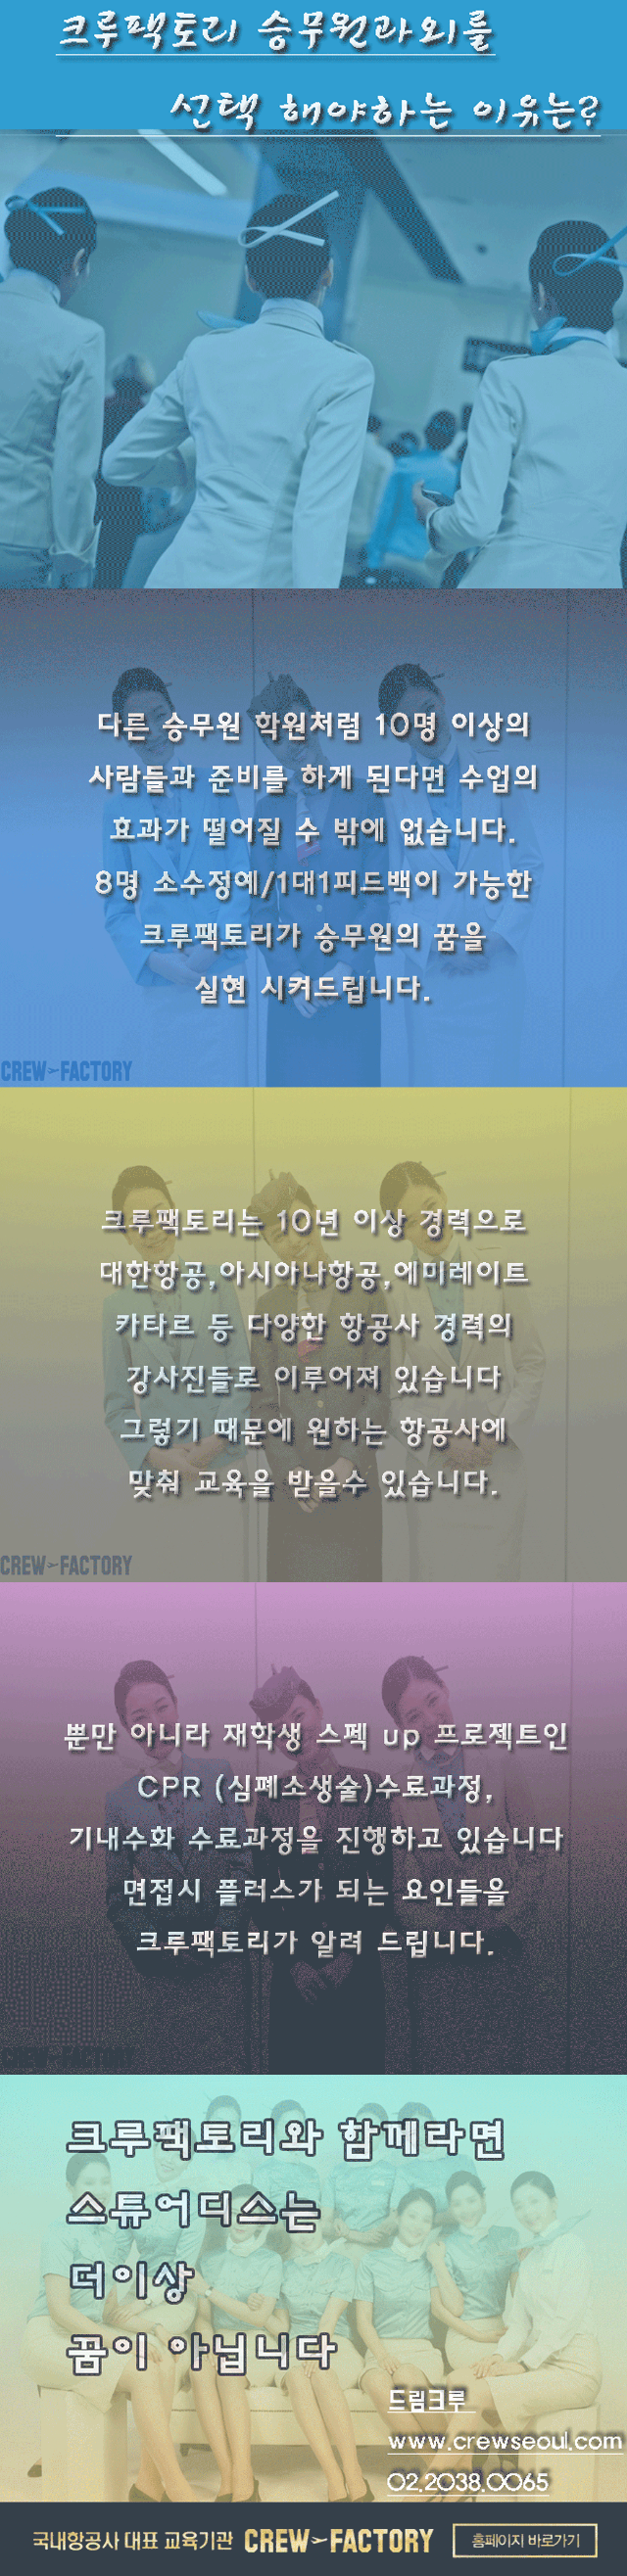 크루팩토리 승무원과외를
선택 해야하는 이유는?
다른 승무원 학원처럼 10명 이상의
사람들과 준비를 하게 된다면 수업의
효과가 떨어질 수 밖에 없습니다.
8명 소수정예/1대1피드백이 가능한
크루팩토리가 승무원의 꿈을
실현 시켜드립니다.
CREW FACTORY
크루팩토리는 10년 이상 경력으로
대한항공,아시아나항공,에미레이트
카타르 등 다양한 항공사 경력의
강사진들로 이루어져 있습니다
그렇기 때문에 원하는 항공사에
맞춰 교육을 받을수 있습니다.
CREW FACTORY
뿐만 아니라 재학생 스펙 up 프로젝트인
CPR (심폐소생술)수료과정,
기내수화 수료과정을 진행하고 있습니다
면접시 플러스가 되는 요인들을
크루팩토리가 알려 드립니다.
CREW FACTORY
크루팩토리와 함께라면
스튜어디스는
더이상
꿈이 아닙니다
드림크루
www.crewseoul.com
02.2038.0065
국내항공사 대표 교육기관 CREW FACTORY 홈페이지 바로가기